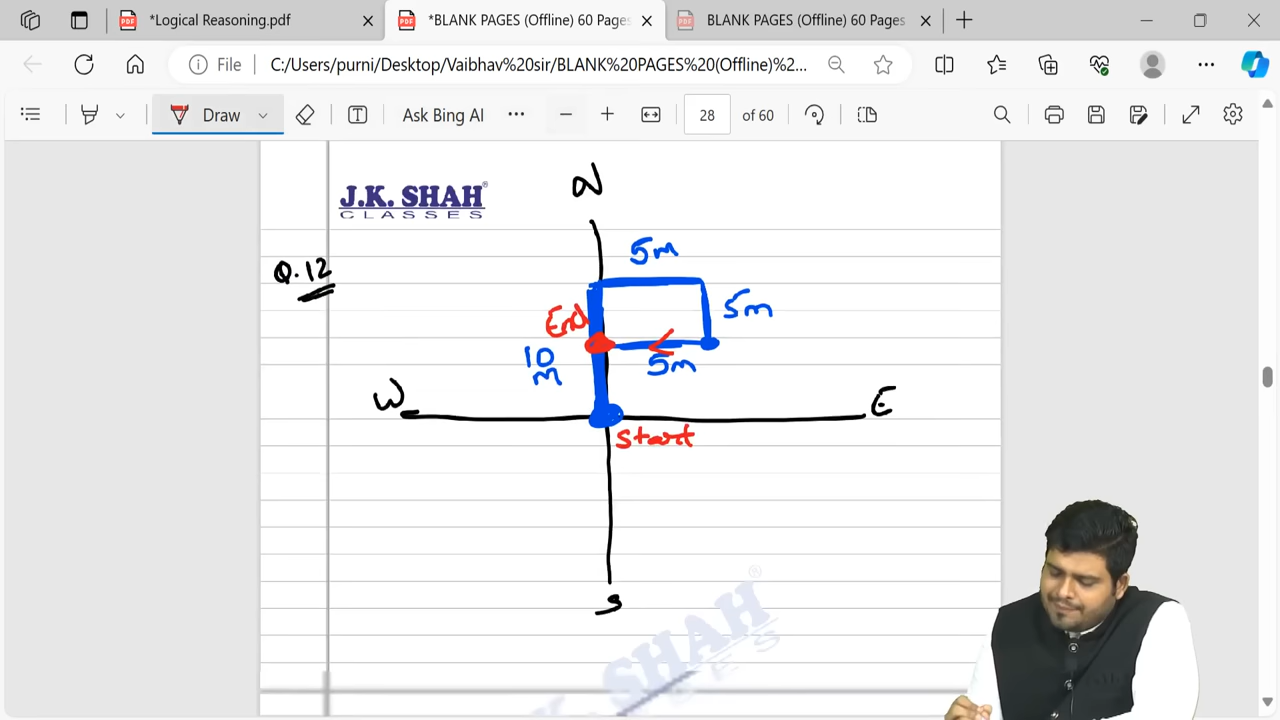 *Logical Reasoning.pdf
*BLANK PAGES (Offline) 60 Pages
BLANK PAGES (Offline) 60 Pages
File
C:/Users/purni/Desktop/Vaibhav%20sir/BLANK%20PAGES%20(Offline)%2...
Draw
Ask Bing AI
28
of 60
J.K. SHAH
CLASSES
N
Q.12
5m
5m
End
10
m
5m
W
E
Start
S
SHAH